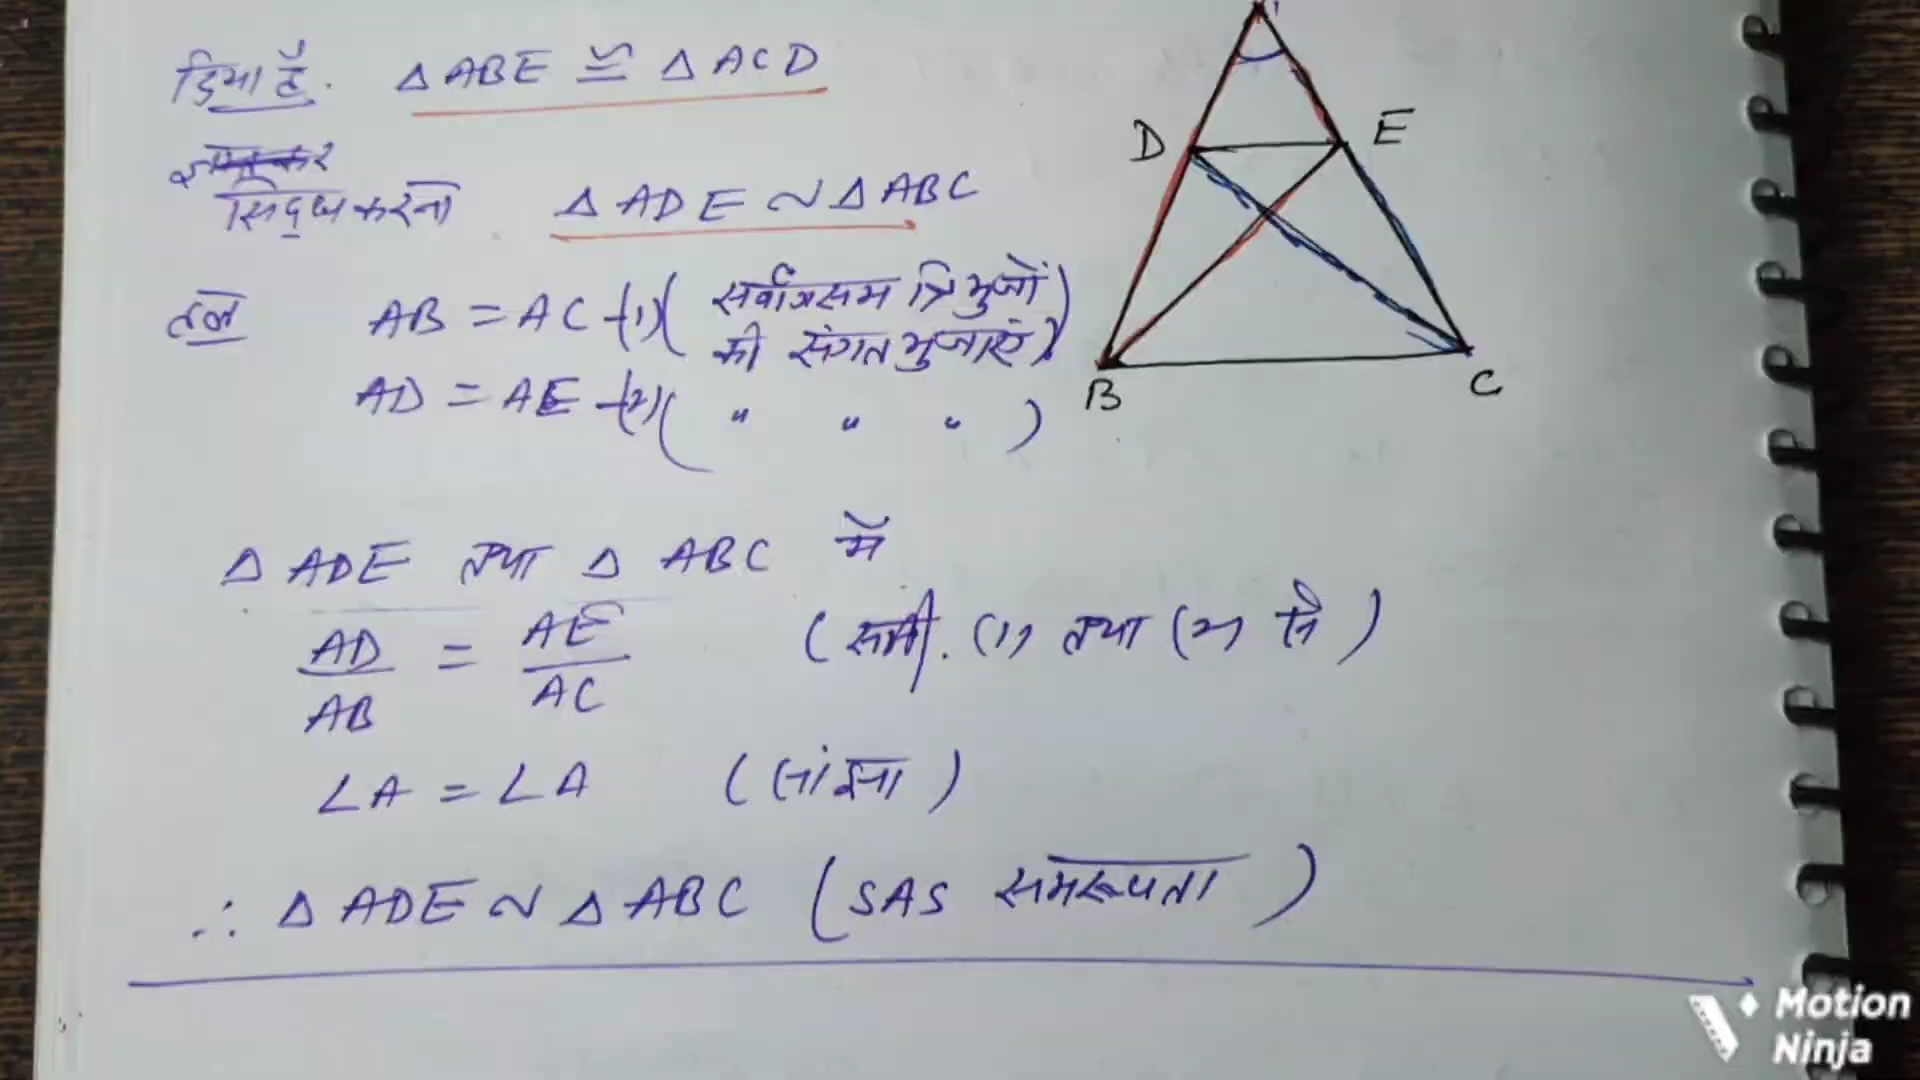 दिया है. △ ABE ≅ △ ACD
सिद्ध करना △ ADE ~ △ ABC
हल AB = AC -(1) ( सर्वांगसम त्रिभुजों
की संगत भुजाएं )
AD = AE -(2) ( " " " )
△ ADE तथा △ ABC में
AD/AB = AE/AC ( समी. (1) तथा (2) से )
∠A = ∠A ( सांझा )
∴ △ ADE ~ △ ABC ( SAS समरूपता )
D
E
B
C
Motion
Ninja